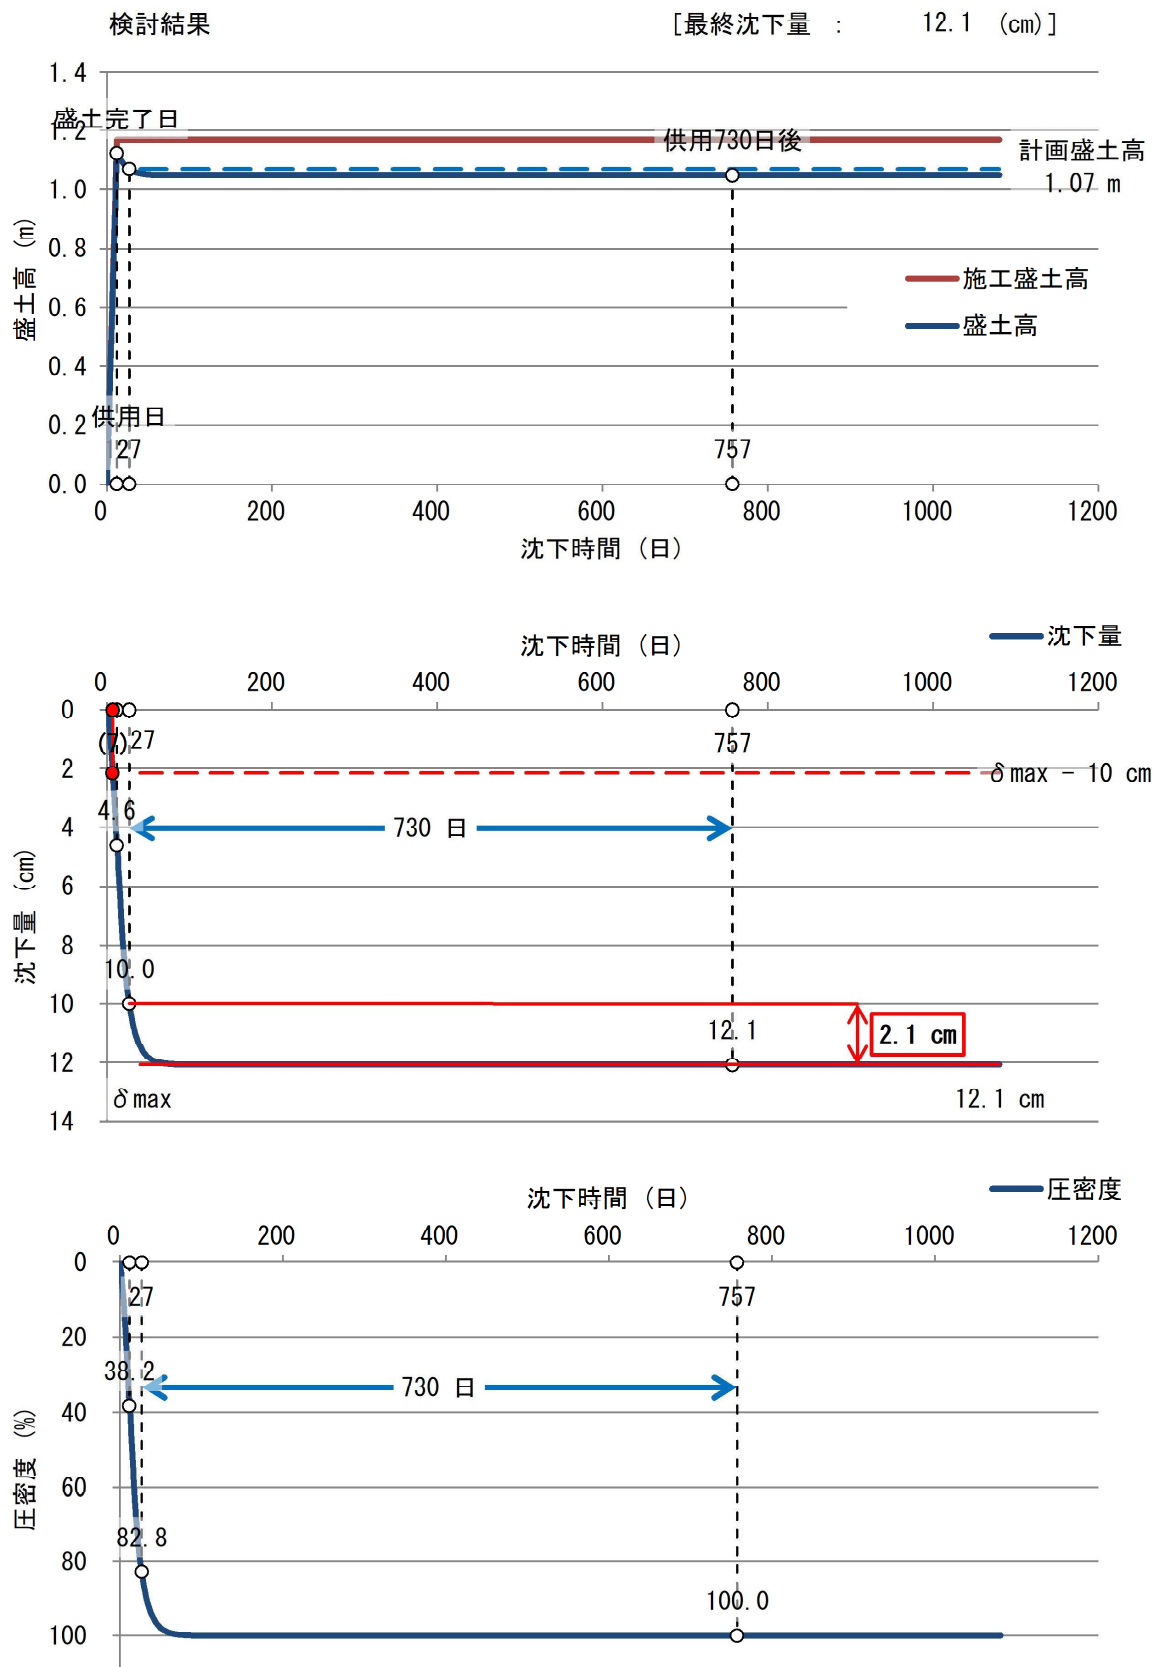 検討結果 [最終沈下量 : 12.1 (cm)]
1.4
盛土完了日
1.2
供用730日後
計画盛土高
1.07 m
1.0
0.8
施工盛土高
0.6
盛土高
0.4
供用日
0.2
27
757
0.0
盛土高 (m)
0 200 400 600 800 1000 1200
沈下時間 (日)
沈下量
沈下時間 (日)
0 200 400 600 800 1000 1200
0
(7) 27
757
2
δmax - 10 cm
4.6
4
730 日
6
8
沈下量 (cm)
10.0
10
12.1
2.1 cm
12
δmax
12.1 cm
14
圧密度
沈下時間 (日)
0 200 400 600 800 1000 1200
0
27
757
20
38.2
730 日
40
圧密度 (%)
60
82.8
80
100.0
100